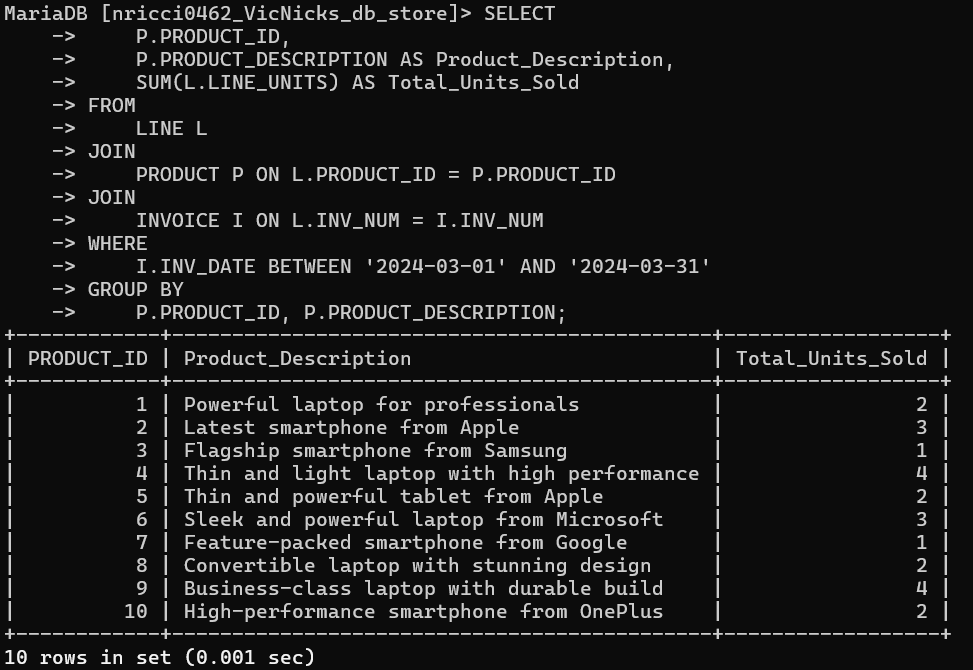 MariaDB [nricci0462_VicNicks_db_store]> SELECT
    ->     P.PRODUCT_ID,
    ->     P.PRODUCT_DESCRIPTION AS Product_Description,
    ->     SUM(L.LINE_UNITS) AS Total_Units_Sold
    -> FROM
    ->     LINE L
    -> JOIN
    ->     PRODUCT P ON L.PRODUCT_ID = P.PRODUCT_ID
    -> JOIN
    ->     INVOICE I ON L.INV_NUM = I.INV_NUM
    -> WHERE
    ->     I.INV_DATE BETWEEN '2024-03-01' AND '2024-03-31'
    -> GROUP BY
    ->     P.PRODUCT_ID, P.PRODUCT_DESCRIPTION;
+------------+---------------------------------------------+------------------+
| PRODUCT_ID | Product_Description                         | Total_Units_Sold |
+------------+---------------------------------------------+------------------+
|          1 | Powerful laptop for professionals           |                2 |
|          2 | Latest smartphone from Apple                |                3 |
|          3 | Flagship smartphone from Samsung            |                1 |
|          4 | Thin and light laptop with high performance |                4 |
|          5 | Thin and powerful tablet from Apple         |                2 |
|          6 | Sleek and powerful laptop from Microsoft    |                3 |
|          7 | Feature-packed smartphone from Google       |                1 |
|          8 | Convertible laptop with stunning design     |                2 |
|          9 | Business-class laptop with durable build    |                4 |
|         10 | High-performance smartphone from OnePlus    |                2 |
+------------+---------------------------------------------+------------------+
10 rows in set (0.001 sec)